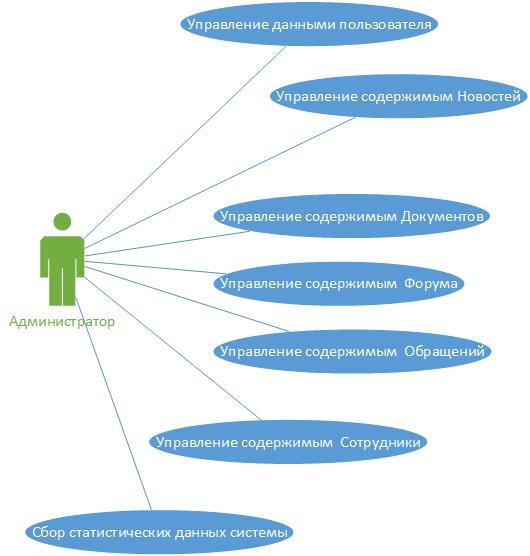 Управление данными пользователя
Управление содержимым Новостей
Управление содержимым Документов
Управление содержимым  Форума
Администратор
Управление содержимым  Обращений
Управление содержимым  Сотрудники
Сбор статистических данных системы